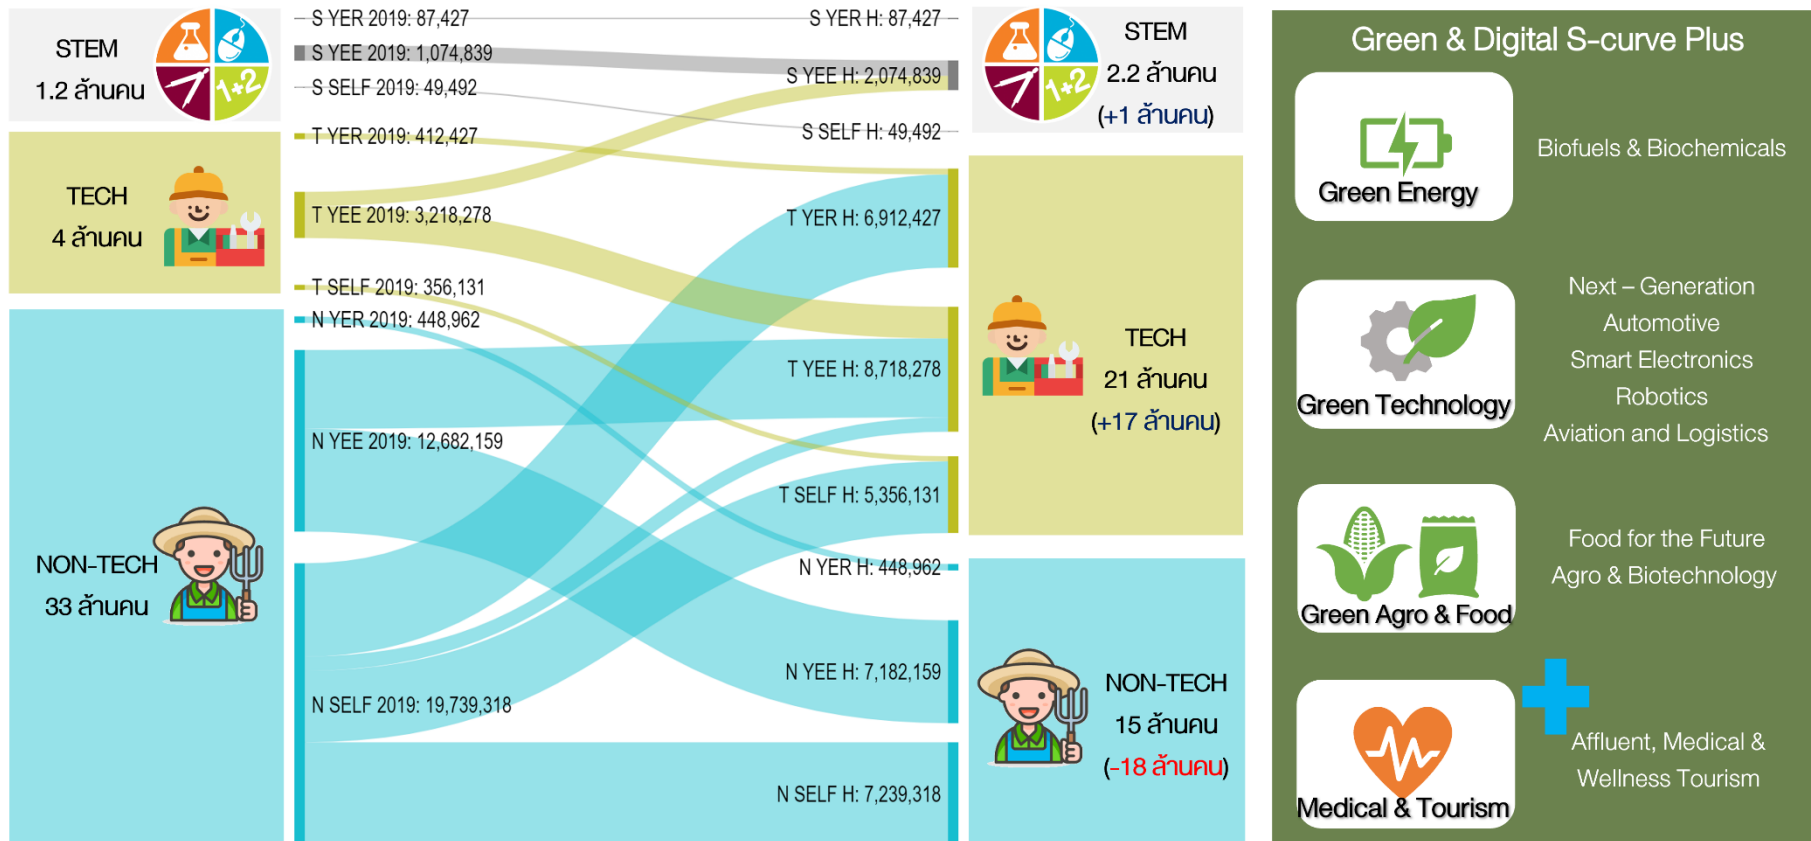 STEM
1.2 ล้านคน
1+2
TECH
4 ล้านคน
NON-TECH
33 ล้านคน
S YER 2019: 87,427
S YEE 2019: 1,074,839
S SELF 2019: 49,492
T YER 2019: 412,427
T YEE 2019: 3,218,278
T SELF 2019: 356,131
N YER 2019: 448,962
N YEE 2019: 12,682,159
N SELF 2019: 19,739,318
S YER H: 87,427
S YEE H: 2,074,839
S SELF H: 49,492
T YER H: 6,912,427
T YEE H: 8,718,278
T SELF H: 5,356,131
N YER H: 448,962
N YEE H: 7,182,159
N SELF H: 7,239,318
1+2
STEM
2.2 ล้านคน
(+1 ล้านคน)
TECH
21 ล้านคน
(+17 ล้านคน)
NON-TECH
15 ล้านคน
(-18 ล้านคน)
Green & Digital S-curve Plus
Green Energy
Biofuels & Biochemicals
Green Technology
Next – Generation
Automotive
Smart Electronics
Robotics
Aviation and Logistics
Green Agro & Food
Food for the Future
Agro & Biotechnology
Medical & Tourism
Affluent, Medical &
Wellness Tourism